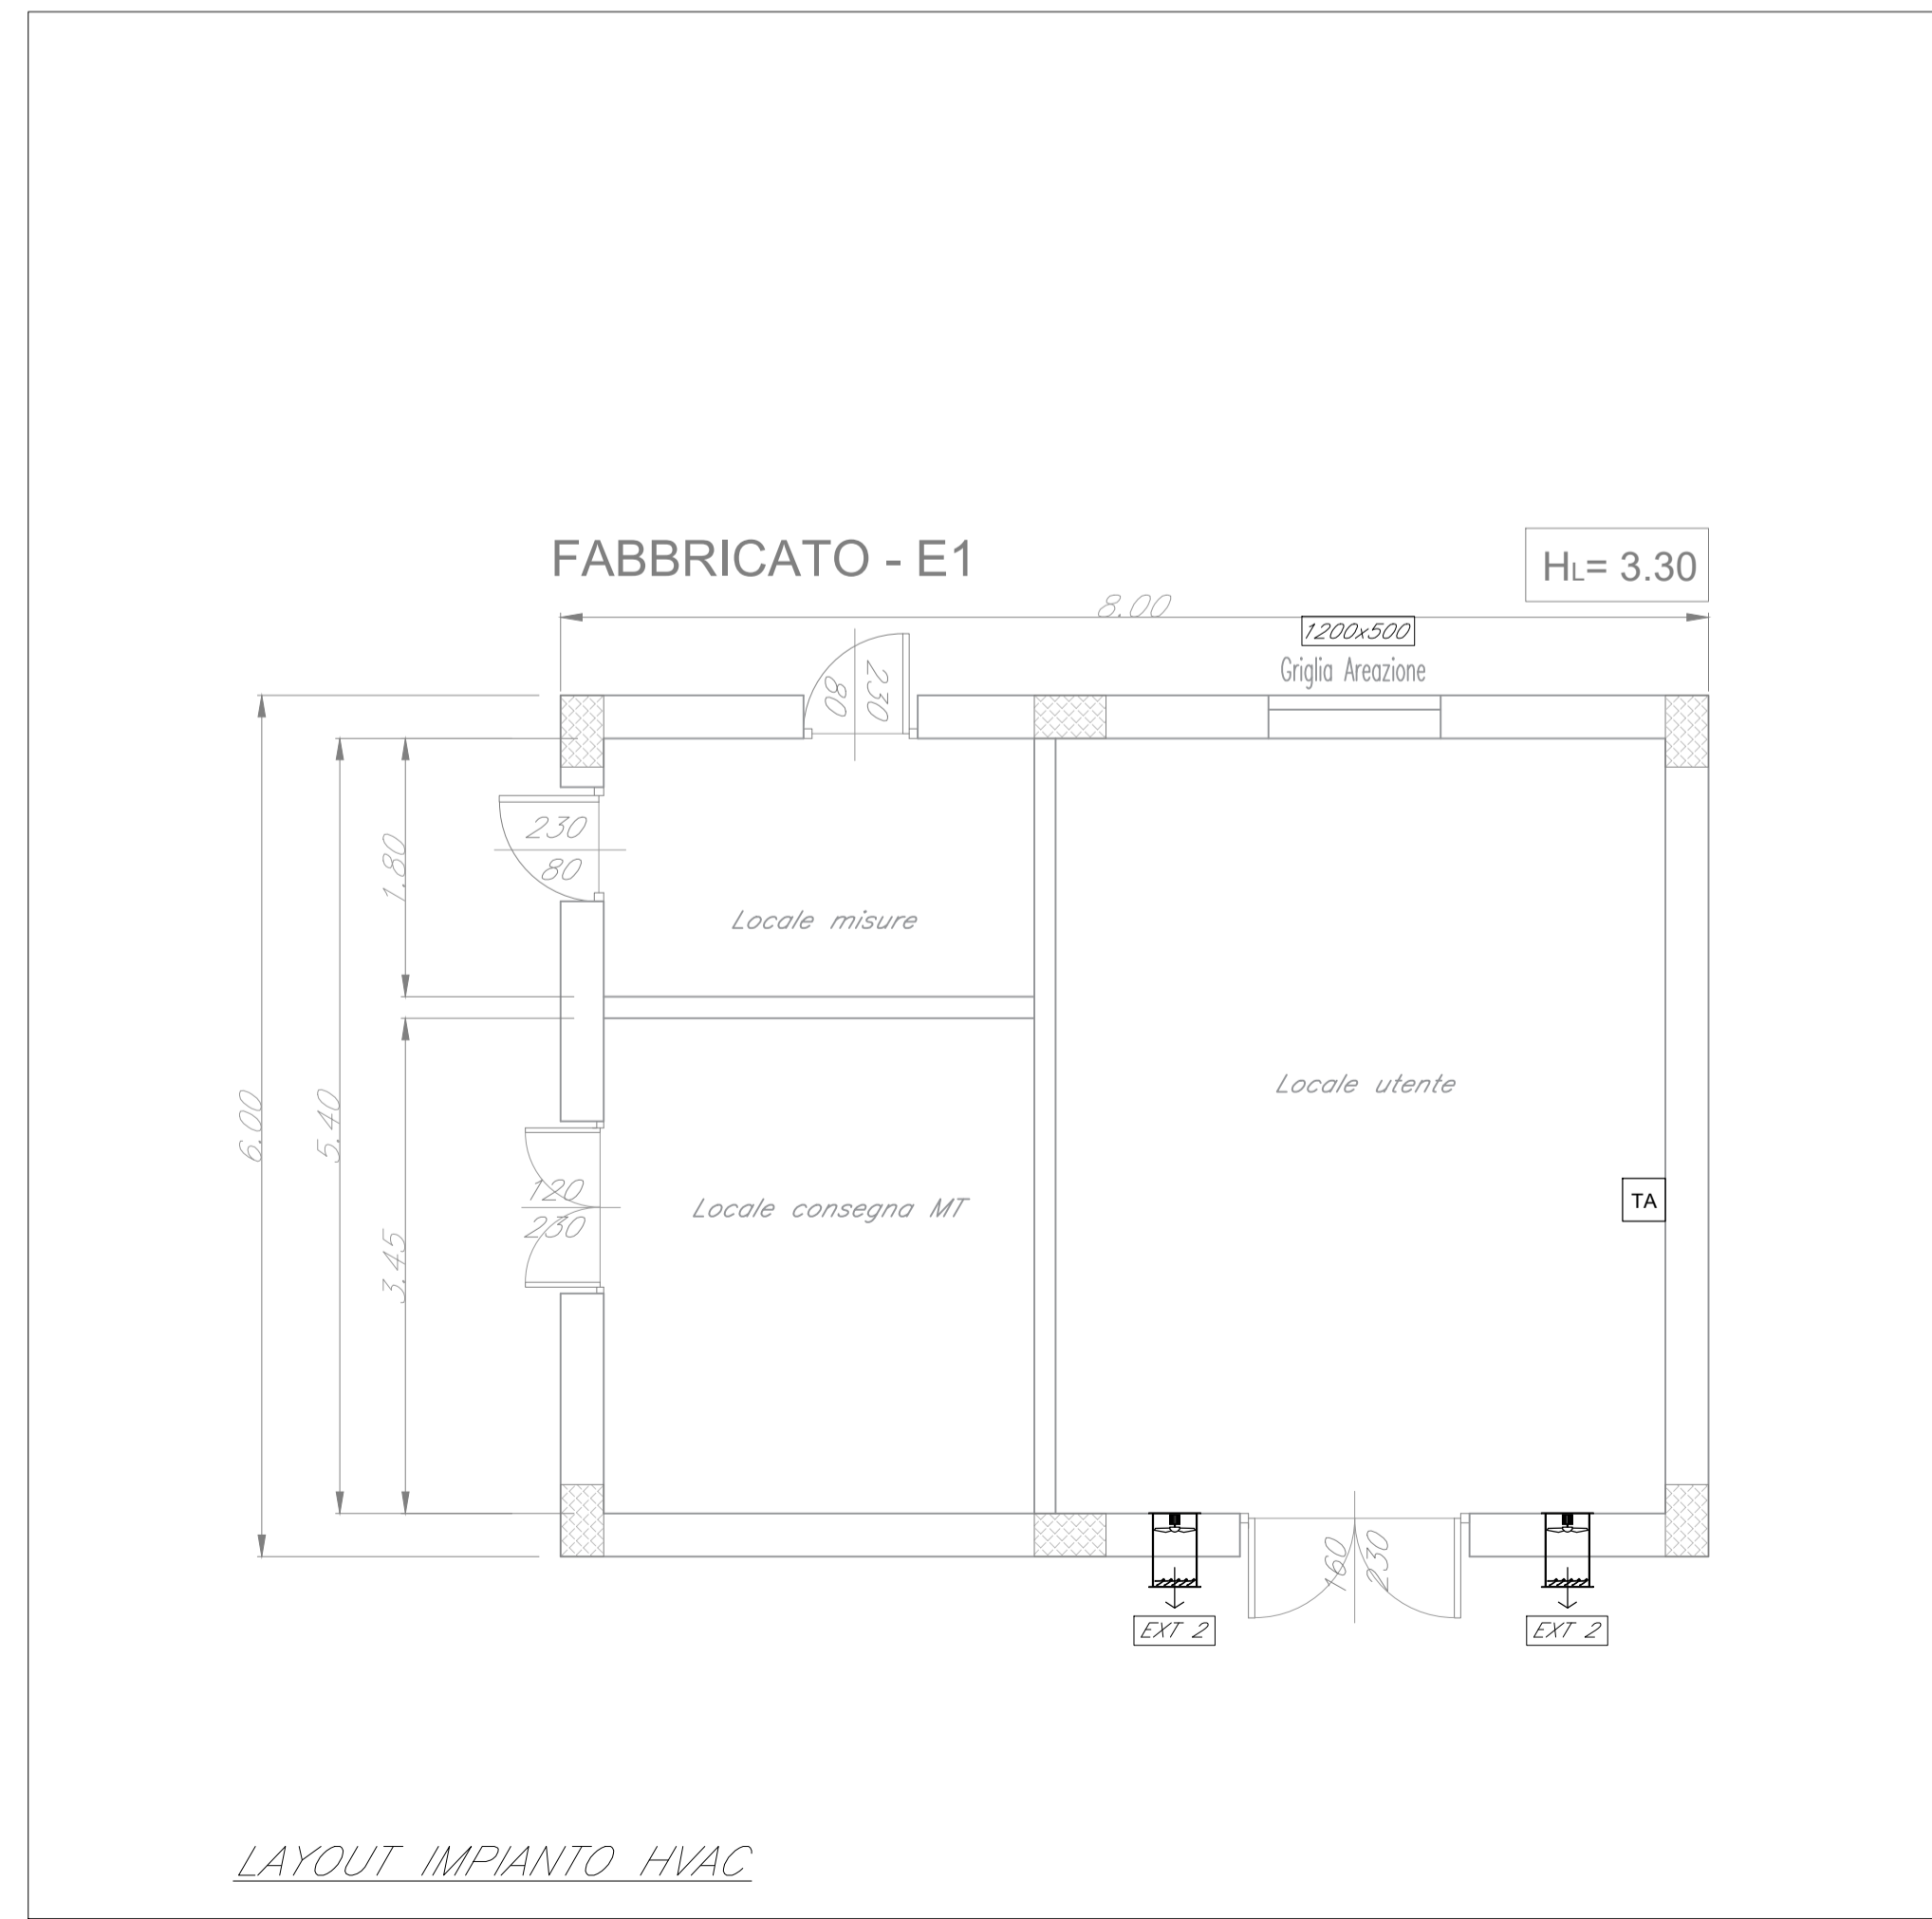 FABBRICATO - E1
HL= 3.30
8.00
1200x500
Griglia Areazione
80
230
230
80
1.80
Locale misure
6.00
5.40
Locale utente
120
230
Locale consegna MT
TA
3.45
160
230
EXT 2
EXT 2
LAYOUT IMPIANTO HVAC